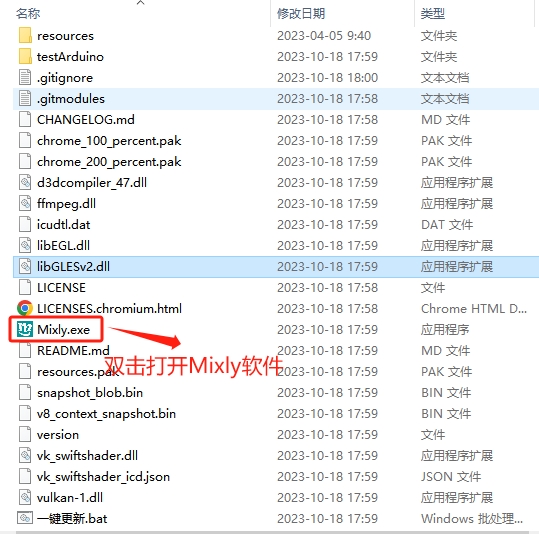 名称 修改日期 类型
resources 2023-04-05 9:40 文件夹
testArduino 2023-10-18 17:59 文件夹
.gitignore 2023-10-18 18:00 文本文档
.gitmodules 2023-10-18 17:58 文本文档
CHANGELOG.md 2023-10-18 17:58 MD 文件
chrome_100_percent.pak 2023-10-18 17:59 PAK 文件
chrome_200_percent.pak 2023-10-18 17:59 PAK 文件
d3dcompiler_47.dll 2023-10-18 17:59 应用程序扩展
ffmpeg.dll 2023-10-18 17:59 应用程序扩展
icudtl.dat 2023-10-18 17:59 DAT 文件
libEGL.dll 2023-10-18 17:59 应用程序扩展
libGLESv2.dll 2023-10-18 17:59 应用程序扩展
LICENSE 2023-10-18 17:58 文件
LICENSES.chromium.html 2023-10-18 17:58 Chrome HTML D...
Mixly.exe 2023-10-18 17:59 应用程序
README.md 2023-10-18 17:59 MD 文件
双击打开Mixly软件
resources.pak 2023-10-18 17:59 PAK 文件
snapshot_blob.bin 2023-10-18 17:59 BIN 文件
v8_context_snapshot.bin 2023-10-18 17:59 BIN 文件
version 2023-10-18 17:59 文件
vk_swiftshader.dll 2023-10-18 17:59 应用程序扩展
vk_swiftshader_icd.json 2023-10-18 17:59 JSON 文件
vulkan-1.dll 2023-10-18 17:59 应用程序扩展
一键更新.bat 2023-10-18 17:59 Windows 批处理...